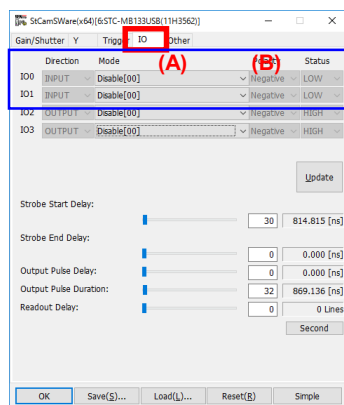 StCamSWare(x64)[6:STC-MB133USB(11H3562)]
Gain/Shutter Y Trigger IO Other
Direction Mode (A) Polarity (B) Status
IO0 INPUT Disable[00] Negative LOW
IO1 INPUT Disable[00] Negative LOW
IO2 OUTPUT Disable[00] Negative HIGH
IO3 OUTPUT Disable[00] Negative HIGH
Update
Strobe Start Delay:
30 814.815 [ns]
Strobe End Delay:
0 0.000 [ns]
Output Pulse Delay: 0 0.000 [ns]
Output Pulse Duration: 32 869.136 [ns]
Readout Delay: 0 0 Lines
Second
OK Save(S)... Load(L)... Reset(R) Simple